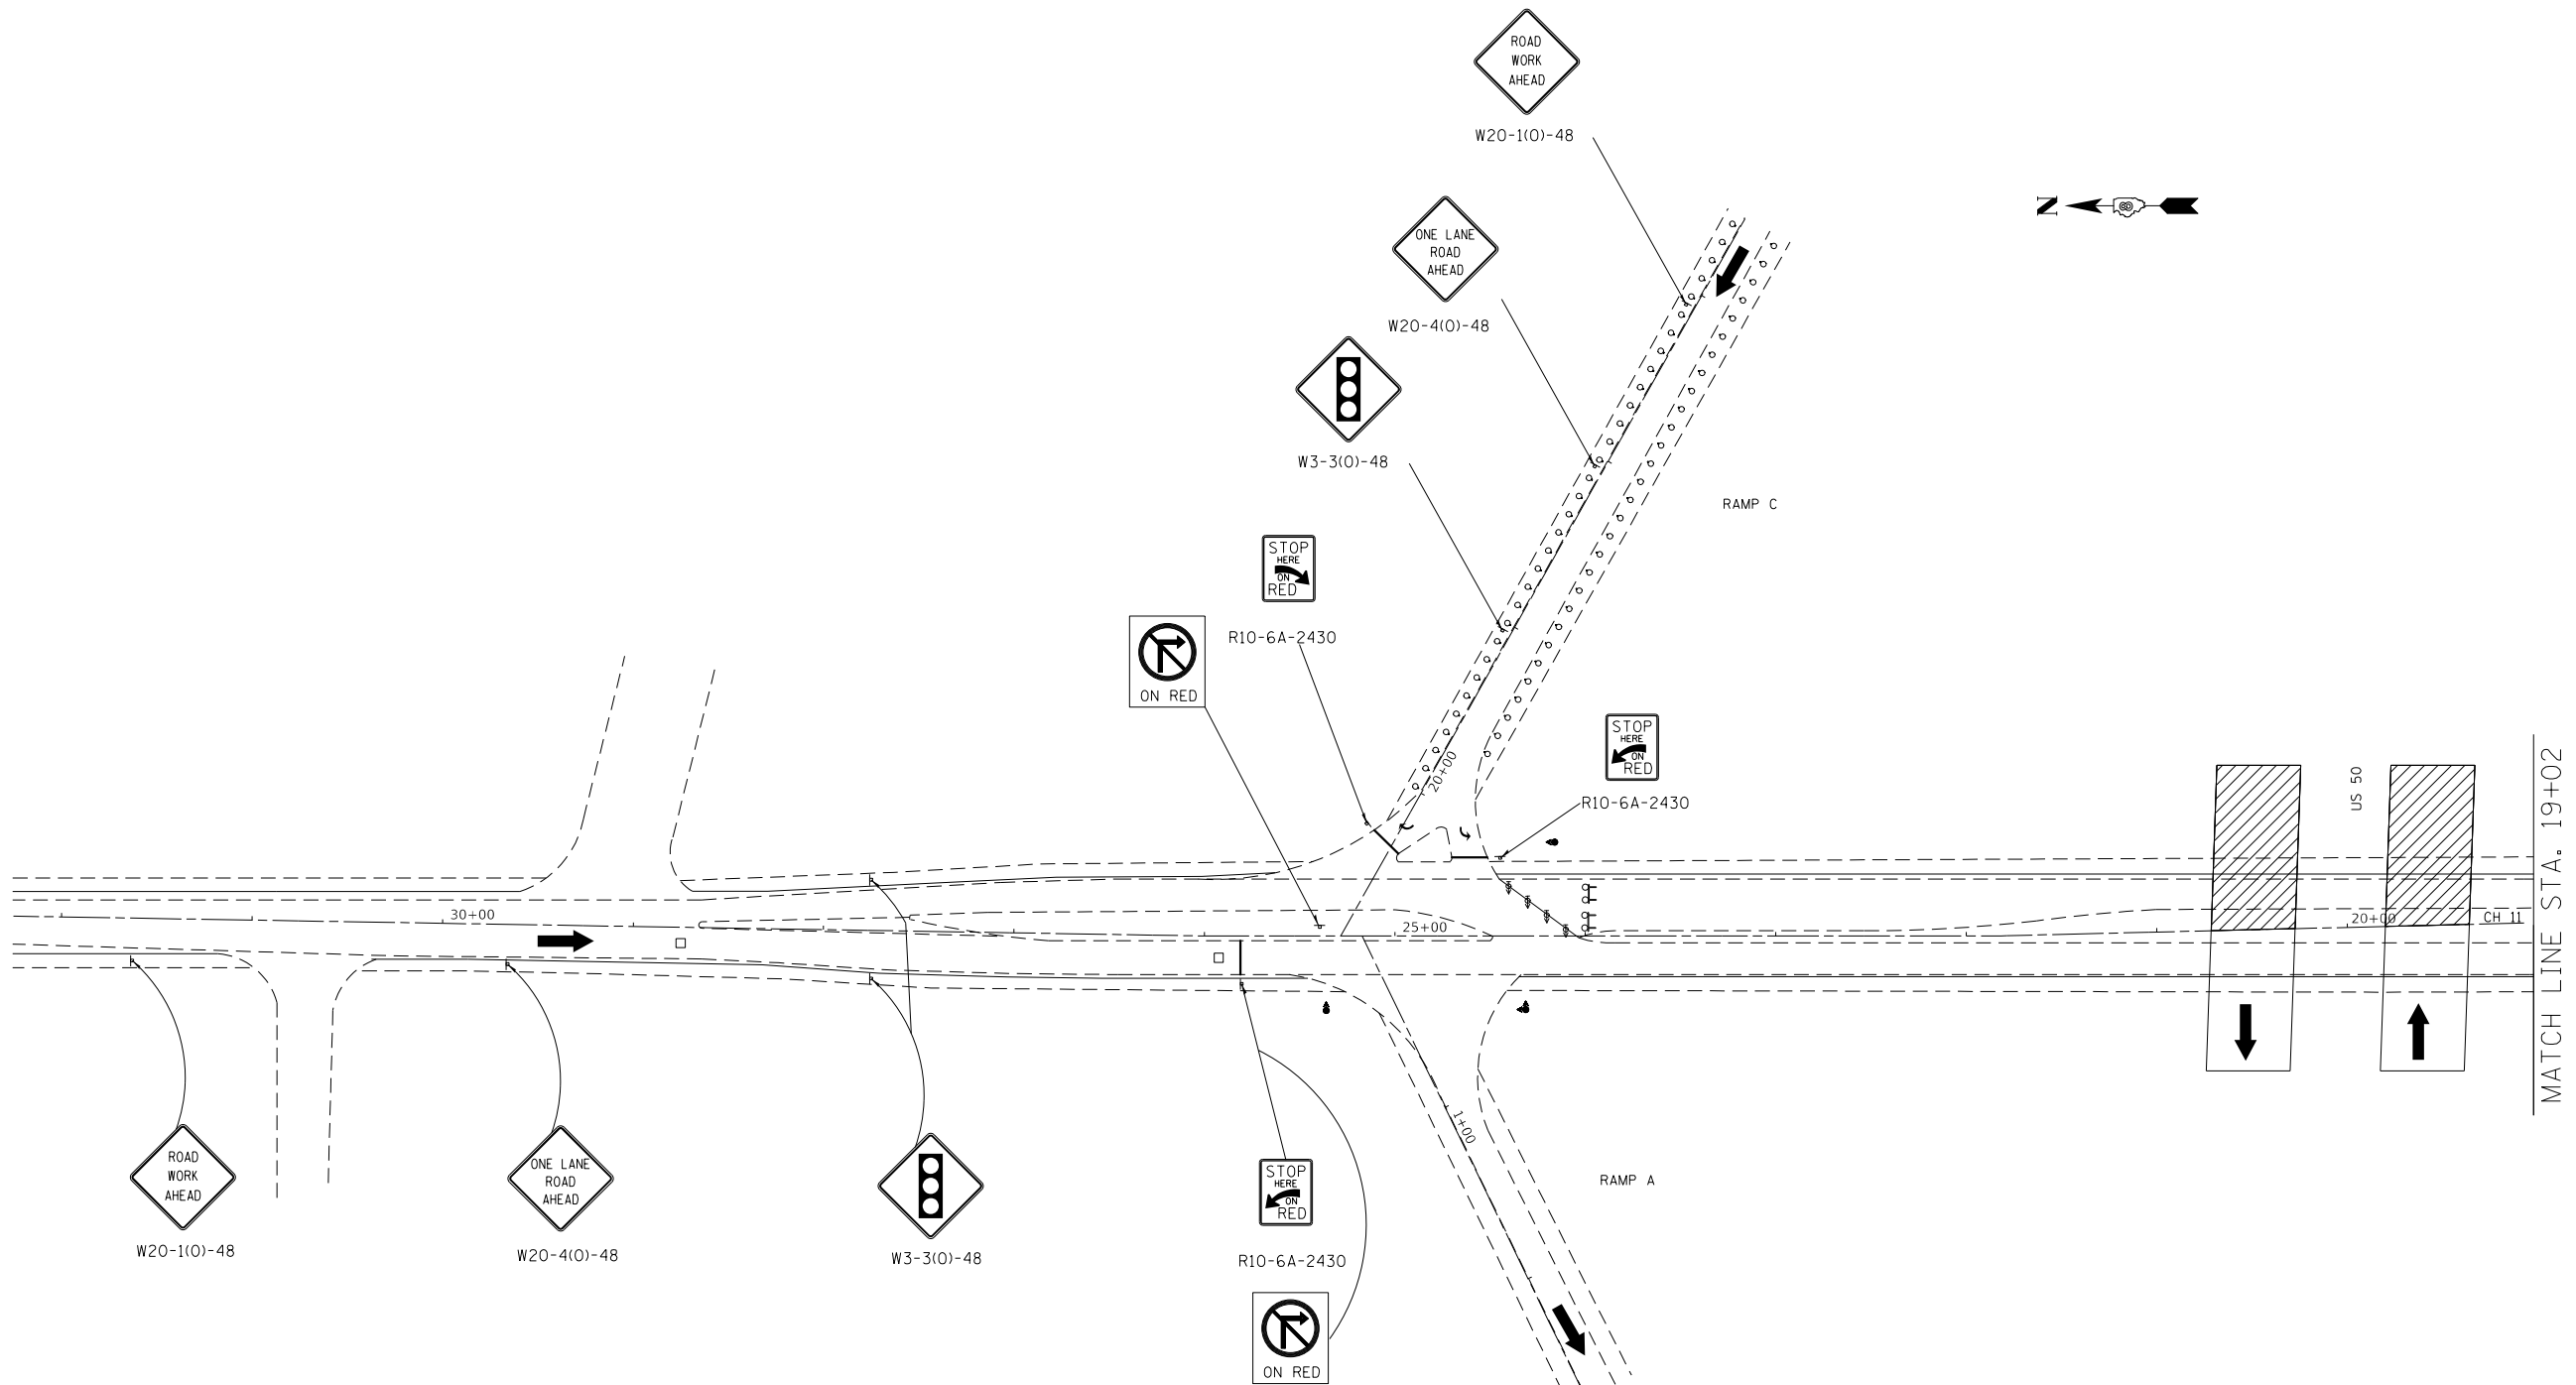 ROAD
WORK
AHEAD
W20-1(O)-48
N
ONE LANE
ROAD
AHEAD
W20-4(O)-48
W3-3(O)-48
RAMP C
STOP
HERE
ON
RED
R10-6A-2430
ON RED
STOP
HERE
ON
RED
R10-6A-2430
20+00
US 50
MATCH LINE STA. 19+02
30+00
25+00
20+00
CH 11
1+00
RAMP A
ROAD
WORK
AHEAD
W20-1(O)-48
ONE LANE
ROAD
AHEAD
W20-4(O)-48
W3-3(O)-48
STOP
HERE
ON
RED
R10-6A-2430
ON RED